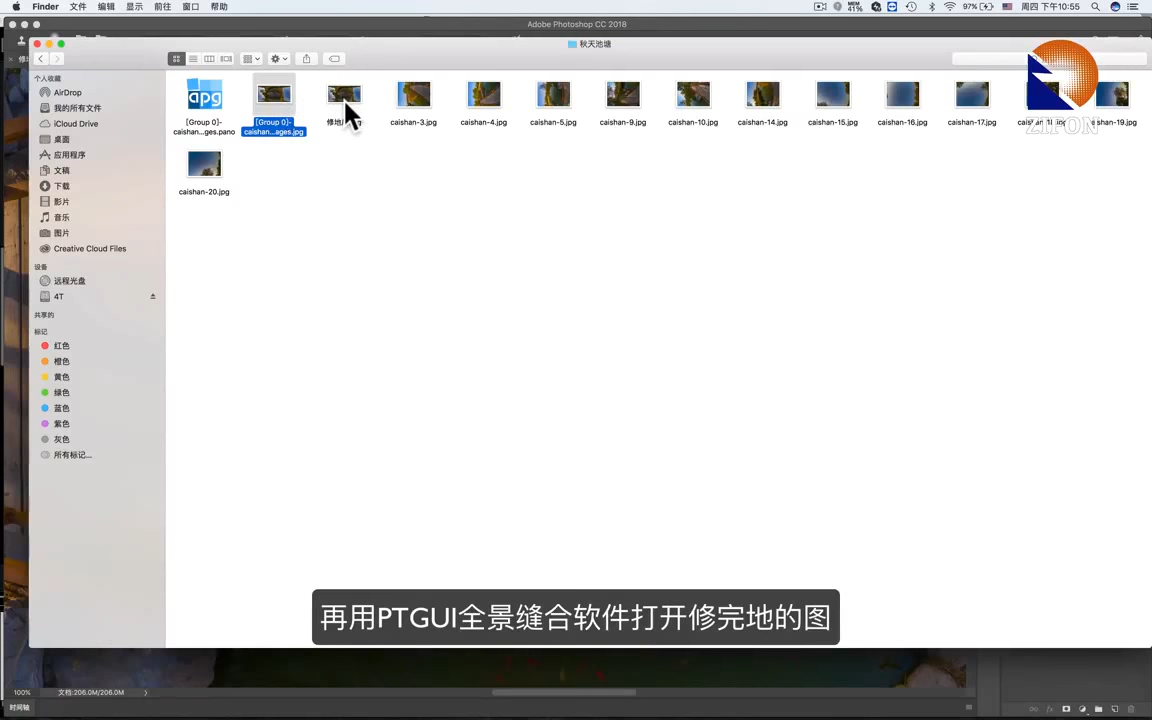 Finder 文件 编辑 显示 前往 窗口 帮助
MEM 41%
97%
周四 下午10:55
Adobe Photoshop CC 2018
秋天池塘
个人收藏
AirDrop
我的所有文件
iCloud Drive
桌面
应用程序
文稿
下载
影片
音乐
图片
Creative Cloud Files
设备
远程光盘
4T
共享的
标记
红色
橙色
黄色
绿色
蓝色
紫色
灰色
所有标记...
apg
[Group 0]-
caishan...ges.pano
[Group 0]-
caishan...ages.jpg
caishan-3.jpg
caishan-4.jpg
caishan-5.jpg
caishan-9.jpg
caishan-10.jpg
caishan-14.jpg
caishan-15.jpg
caishan-16.jpg
caishan-17.jpg
caishan-20.jpg
ZIFON
再用PTGUI全景缝合软件打开修完地的图
100%
文档:206.0M/206.0M
时间轴